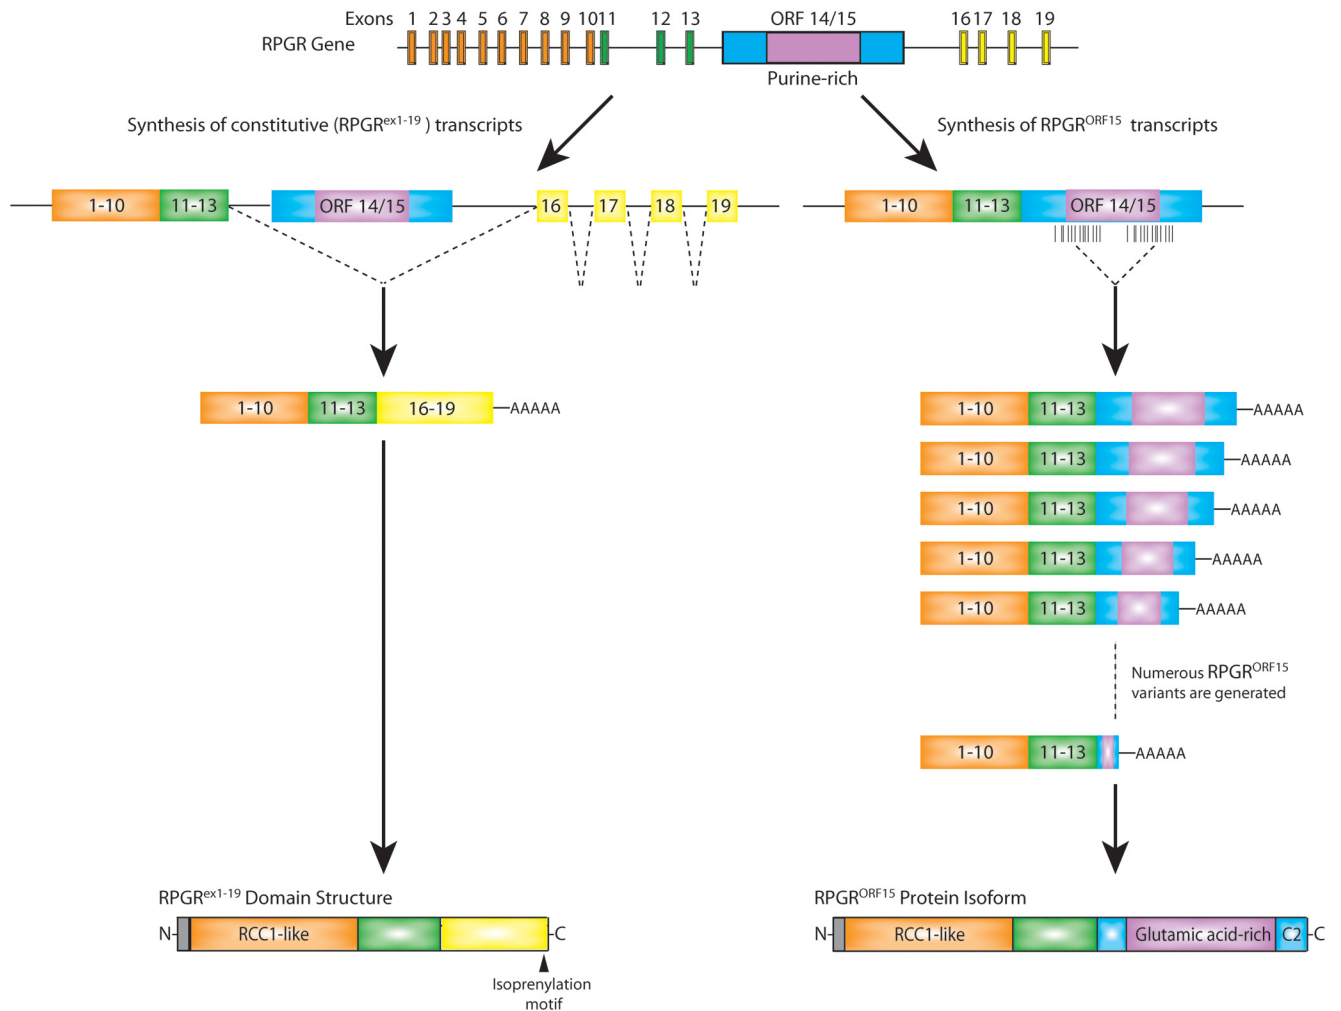 Exons 1 2 3 4 5 6 7 8 9 10 11 12 13 ORF 14/15 16 17 18 19
RPGR Gene
Purine-rich
Synthesis of constitutive (RPGRex1-19 ) transcripts
Synthesis of RPGRORF15 transcripts
1-10 11-13 ORF 14/15 16 17 18 19
1-10 11-13 ORF 14/15
1-10 11-13 16-19 AAAAA
1-10 11-13 AAAAA
1-10 11-13 AAAAA
1-10 11-13 AAAAA
1-10 11-13 AAAAA
1-10 11-13 AAAAA
Numerous RPGRORF15
variants are generated
1-10 11-13 AAAAA
RPGRex1-19 Domain Structure
N RCC1-like C
Isoprenylation
motif
RPGRORF15 Protein Isoform
N RCC1-like Glutamic acid-rich C2 C